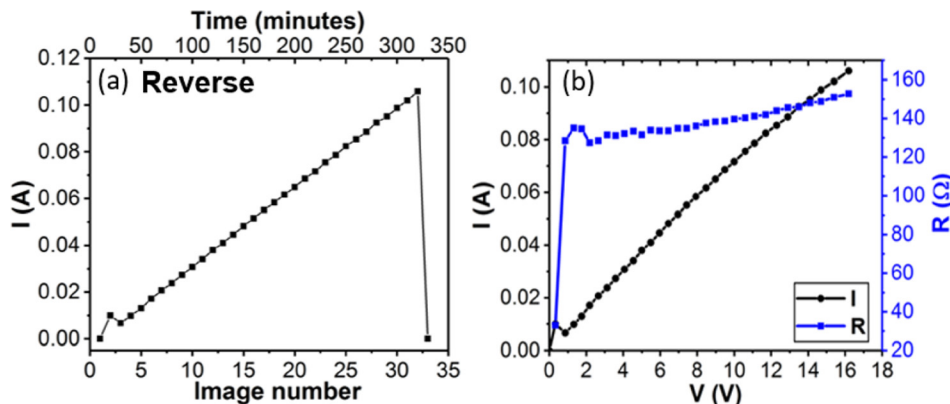 Time (minutes)
0 50 100 150 200 250 300 350
(a) Reverse
0.12
0.10
0.08
0.06
0.04
0.02
0.00
I (A)
0 5 10 15 20 25 30 35
Image number
(b)
0.10
0.08
0.06
0.04
0.02
0.00
I (A)
160
140
120
100
80
60
40
20
R (Ω)
I
R
0 2 4 6 8 10 12 14 16 18
V (V)